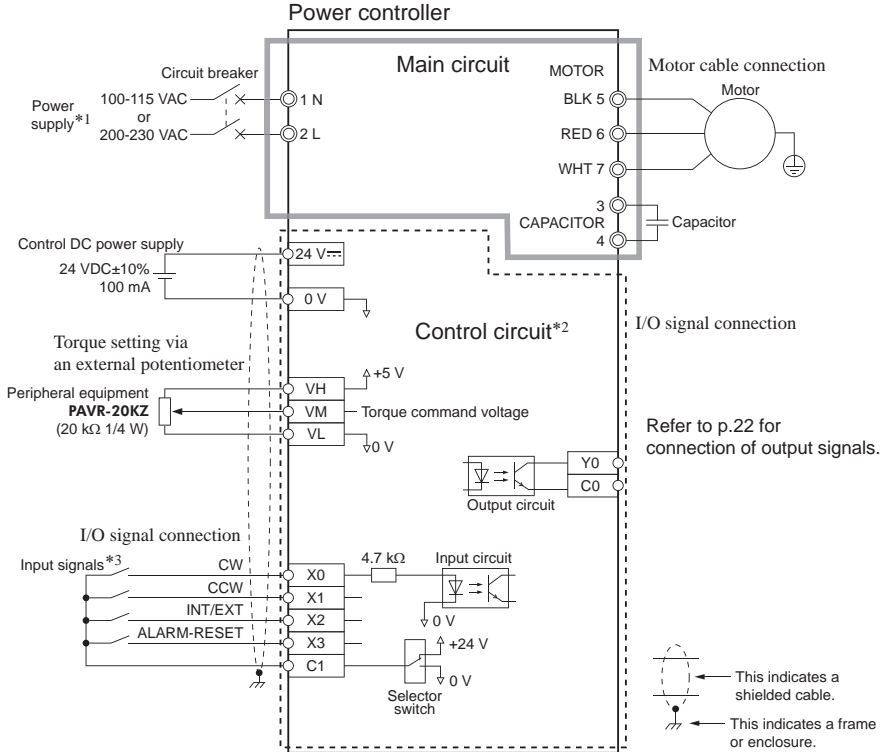 Power controller
Main circuit
Circuit breaker
Power supply*1
100-115 VAC
or
200-230 VAC
1 N
2 L
MOTOR
BLK 5
RED 6
WHT 7
3
CAPACITOR
4
Motor cable connection
Motor
Capacitor
Control DC power supply
24 VDC±10%
100 mA
24 V
0 V
Control circuit*2
I/O signal connection
Torque setting via
an external potentiometer
Peripheral equipment
PAVR-20KZ
(20 kΩ 1/4 W)
VH
+5 V
VM
Torque command voltage
VL
0 V
Refer to p.22 for
connection of output signals.
Y0
C0
Output circuit
I/O signal connection
Input signals*3
CW
X0
4.7 kΩ
Input circuit
CCW
X1
INT/EXT
X2
0 V
ALARM-RESET
X3
+24 V
C1
0 V
Selector
switch
This indicates a
shielded cable.
This indicates a frame
or enclosure.